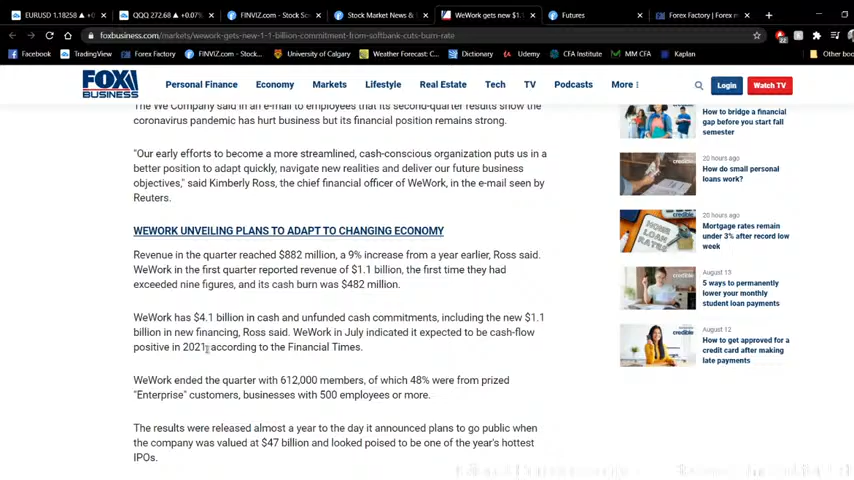 EURUSD 1.18258
+0.07
QQQ 272.68 ▲ +0.07%
FINVIZ.com - Stock Sc
Stock Market News &
WeWork gets new $1.
Futures
Forex Factory | Forex m
foxbusiness.com/markets/wework-gets-new-1-1-billion-commitment-from-softbank-cuts-burn-rate
22
Facebook
TradingView
Forex Factory
FINVIZ.com - Stock...
University of Calgary
Weather Forecast: C...
Dictionary
Udemy
CFA Institute
MM CFA
Kaplan
Other boo
FOX
BUSINESS
Personal Finance
Economy
Markets
Lifestyle
Real Estate
Tech
TV
Podcasts
More
Login
Watch TV
The We Company said in an e-mail to employees that its second-quarter results show the
coronavirus pandemic has hurt business but its financial position remains strong.
"Our early efforts to become a more streamlined, cash-conscious organization puts us in a
better position to adapt quickly, navigate new realities and deliver our future business
objectives," said Kimberly Ross, the chief financial officer of WeWork, in the e-mail seen by
Reuters.
WEWORK UNVEILING PLANS TO ADAPT TO CHANGING ECONOMY
Revenue in the quarter reached $882 million, a 9% increase from a year earlier, Ross said.
WeWork in the first quarter reported revenue of $1.1 billion, the first time they had
exceeded nine figures, and its cash burn was $482 million.
WeWork has $4.1 billion in cash and unfunded cash commitments, including the new $1.1
billion in new financing, Ross said. WeWork in July indicated it expected to be cash-flow
positive in 2021, according to the Financial Times.
WeWork ended the quarter with 612,000 members, of which 48% were from prized
"Enterprise" customers, businesses with 500 employees or more.
The results were released almost a year to the day it announced plans to go public when
the company was valued at $47 billion and looked poised to be one of the year's hottest
IPOs.
How to bridge a financial
gap before you start fall
semester
20 hours ago
How do small personal
loans work?
20 hours ago
Mortgage rates remain
under 3% after record low
week
August 13
5 ways to permanently
lower your monthly
student loan payments
August 12
How to get approved for a
credit card after making
late payments
credible
HOME
LOAN
RATES